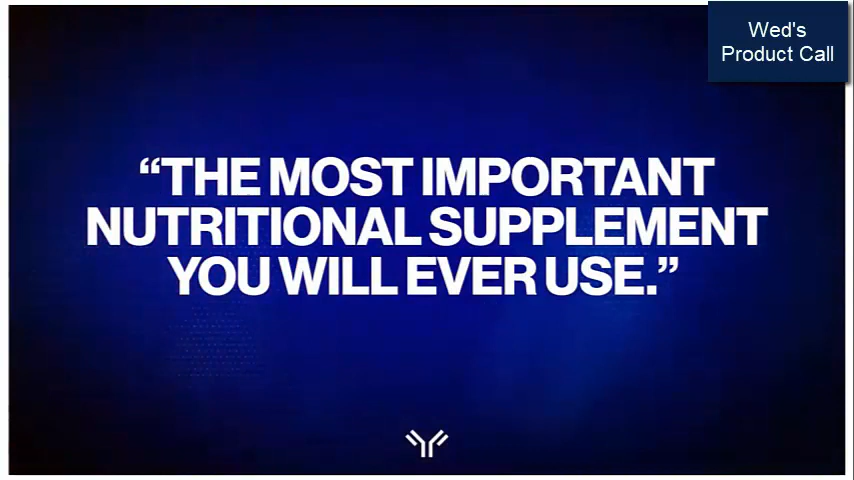 Wed's
Product Call
“THE MOST IMPORTANT
NUTRITIONAL SUPPLEMENT
YOU WILL EVER USE.”